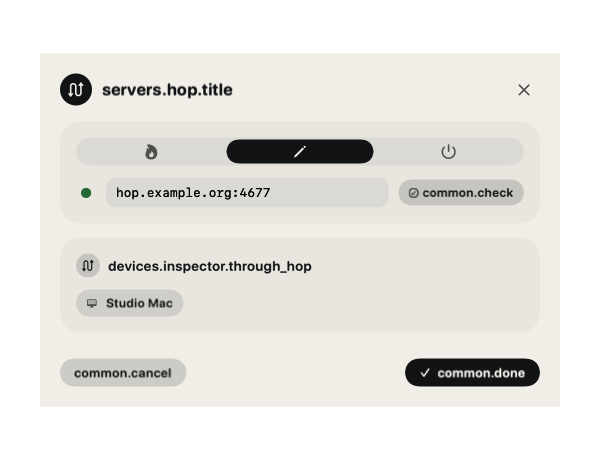 servers.hop.title
hop.example.org:4677
common.check
devices.inspector.through_hop
Studio Mac
common.cancel
common.done